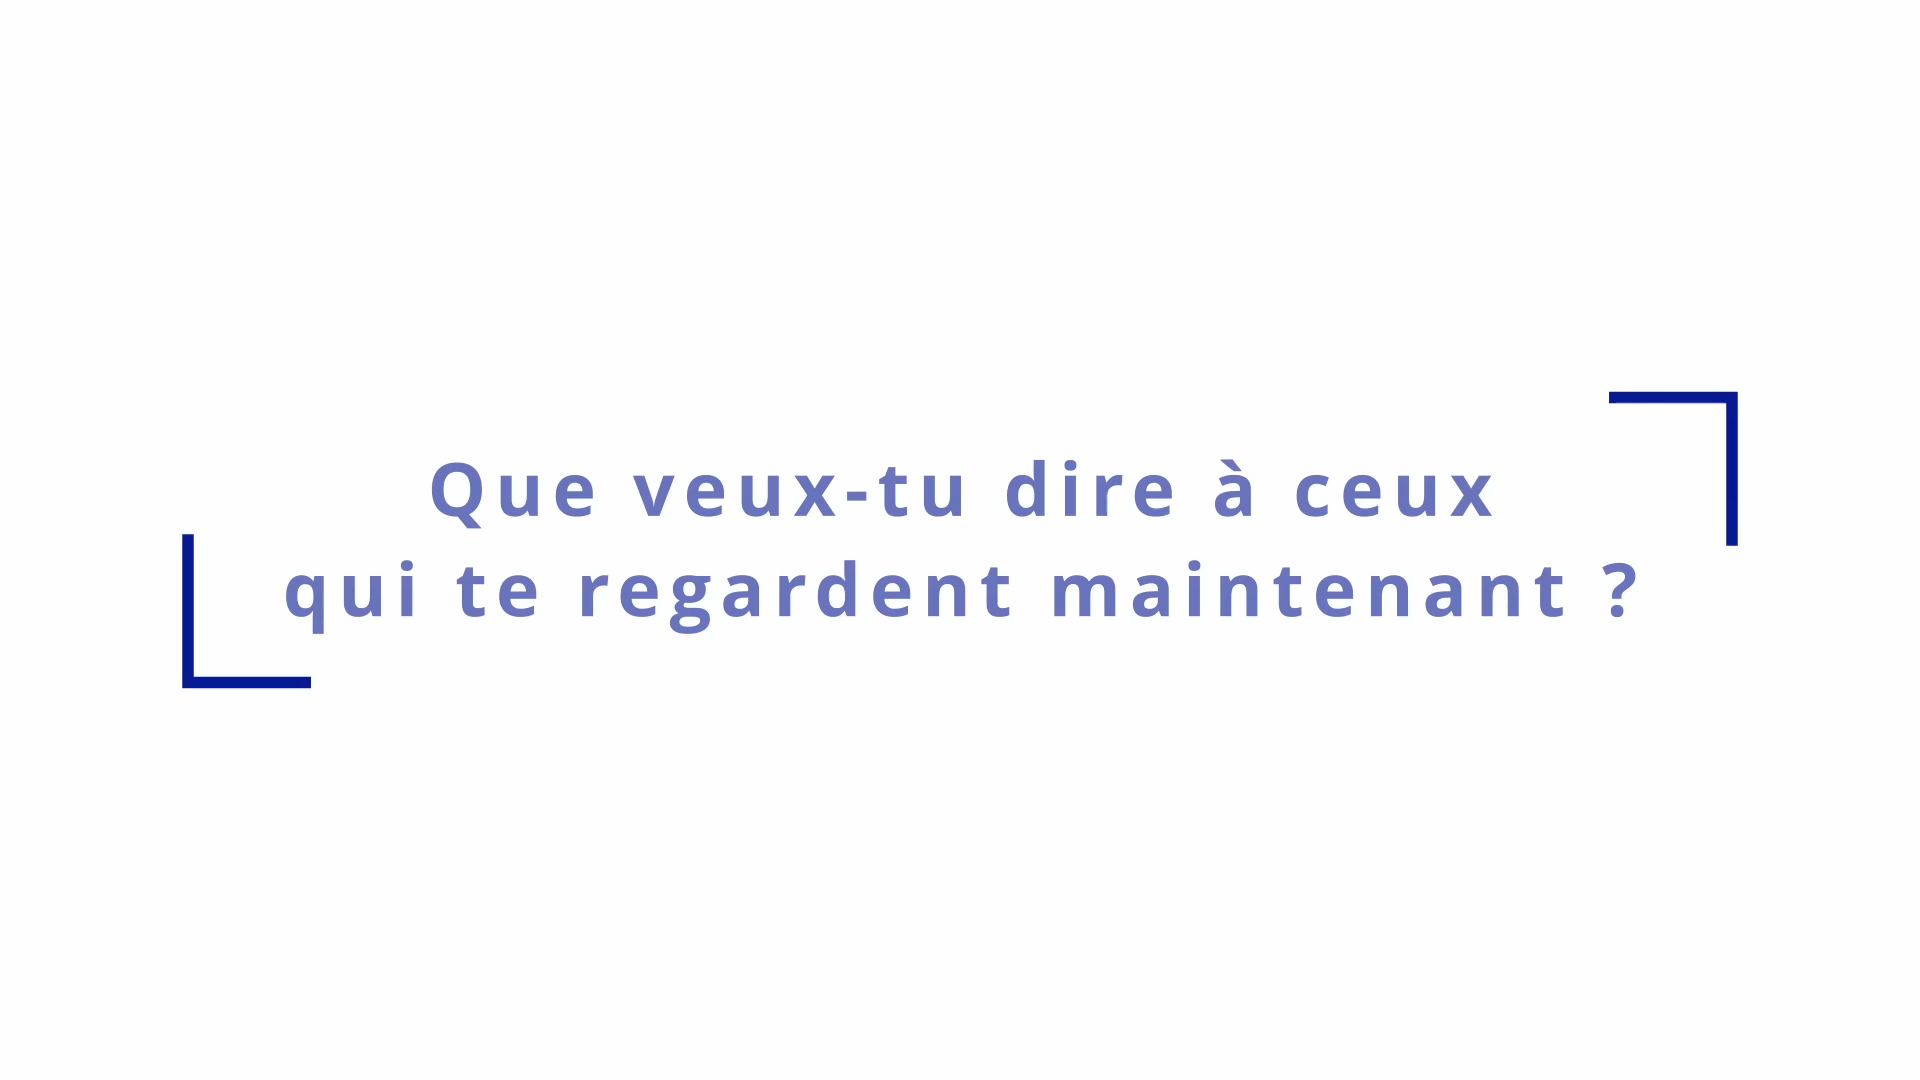 Que veux-tu dire à ceux
qui te regardent maintenant ?